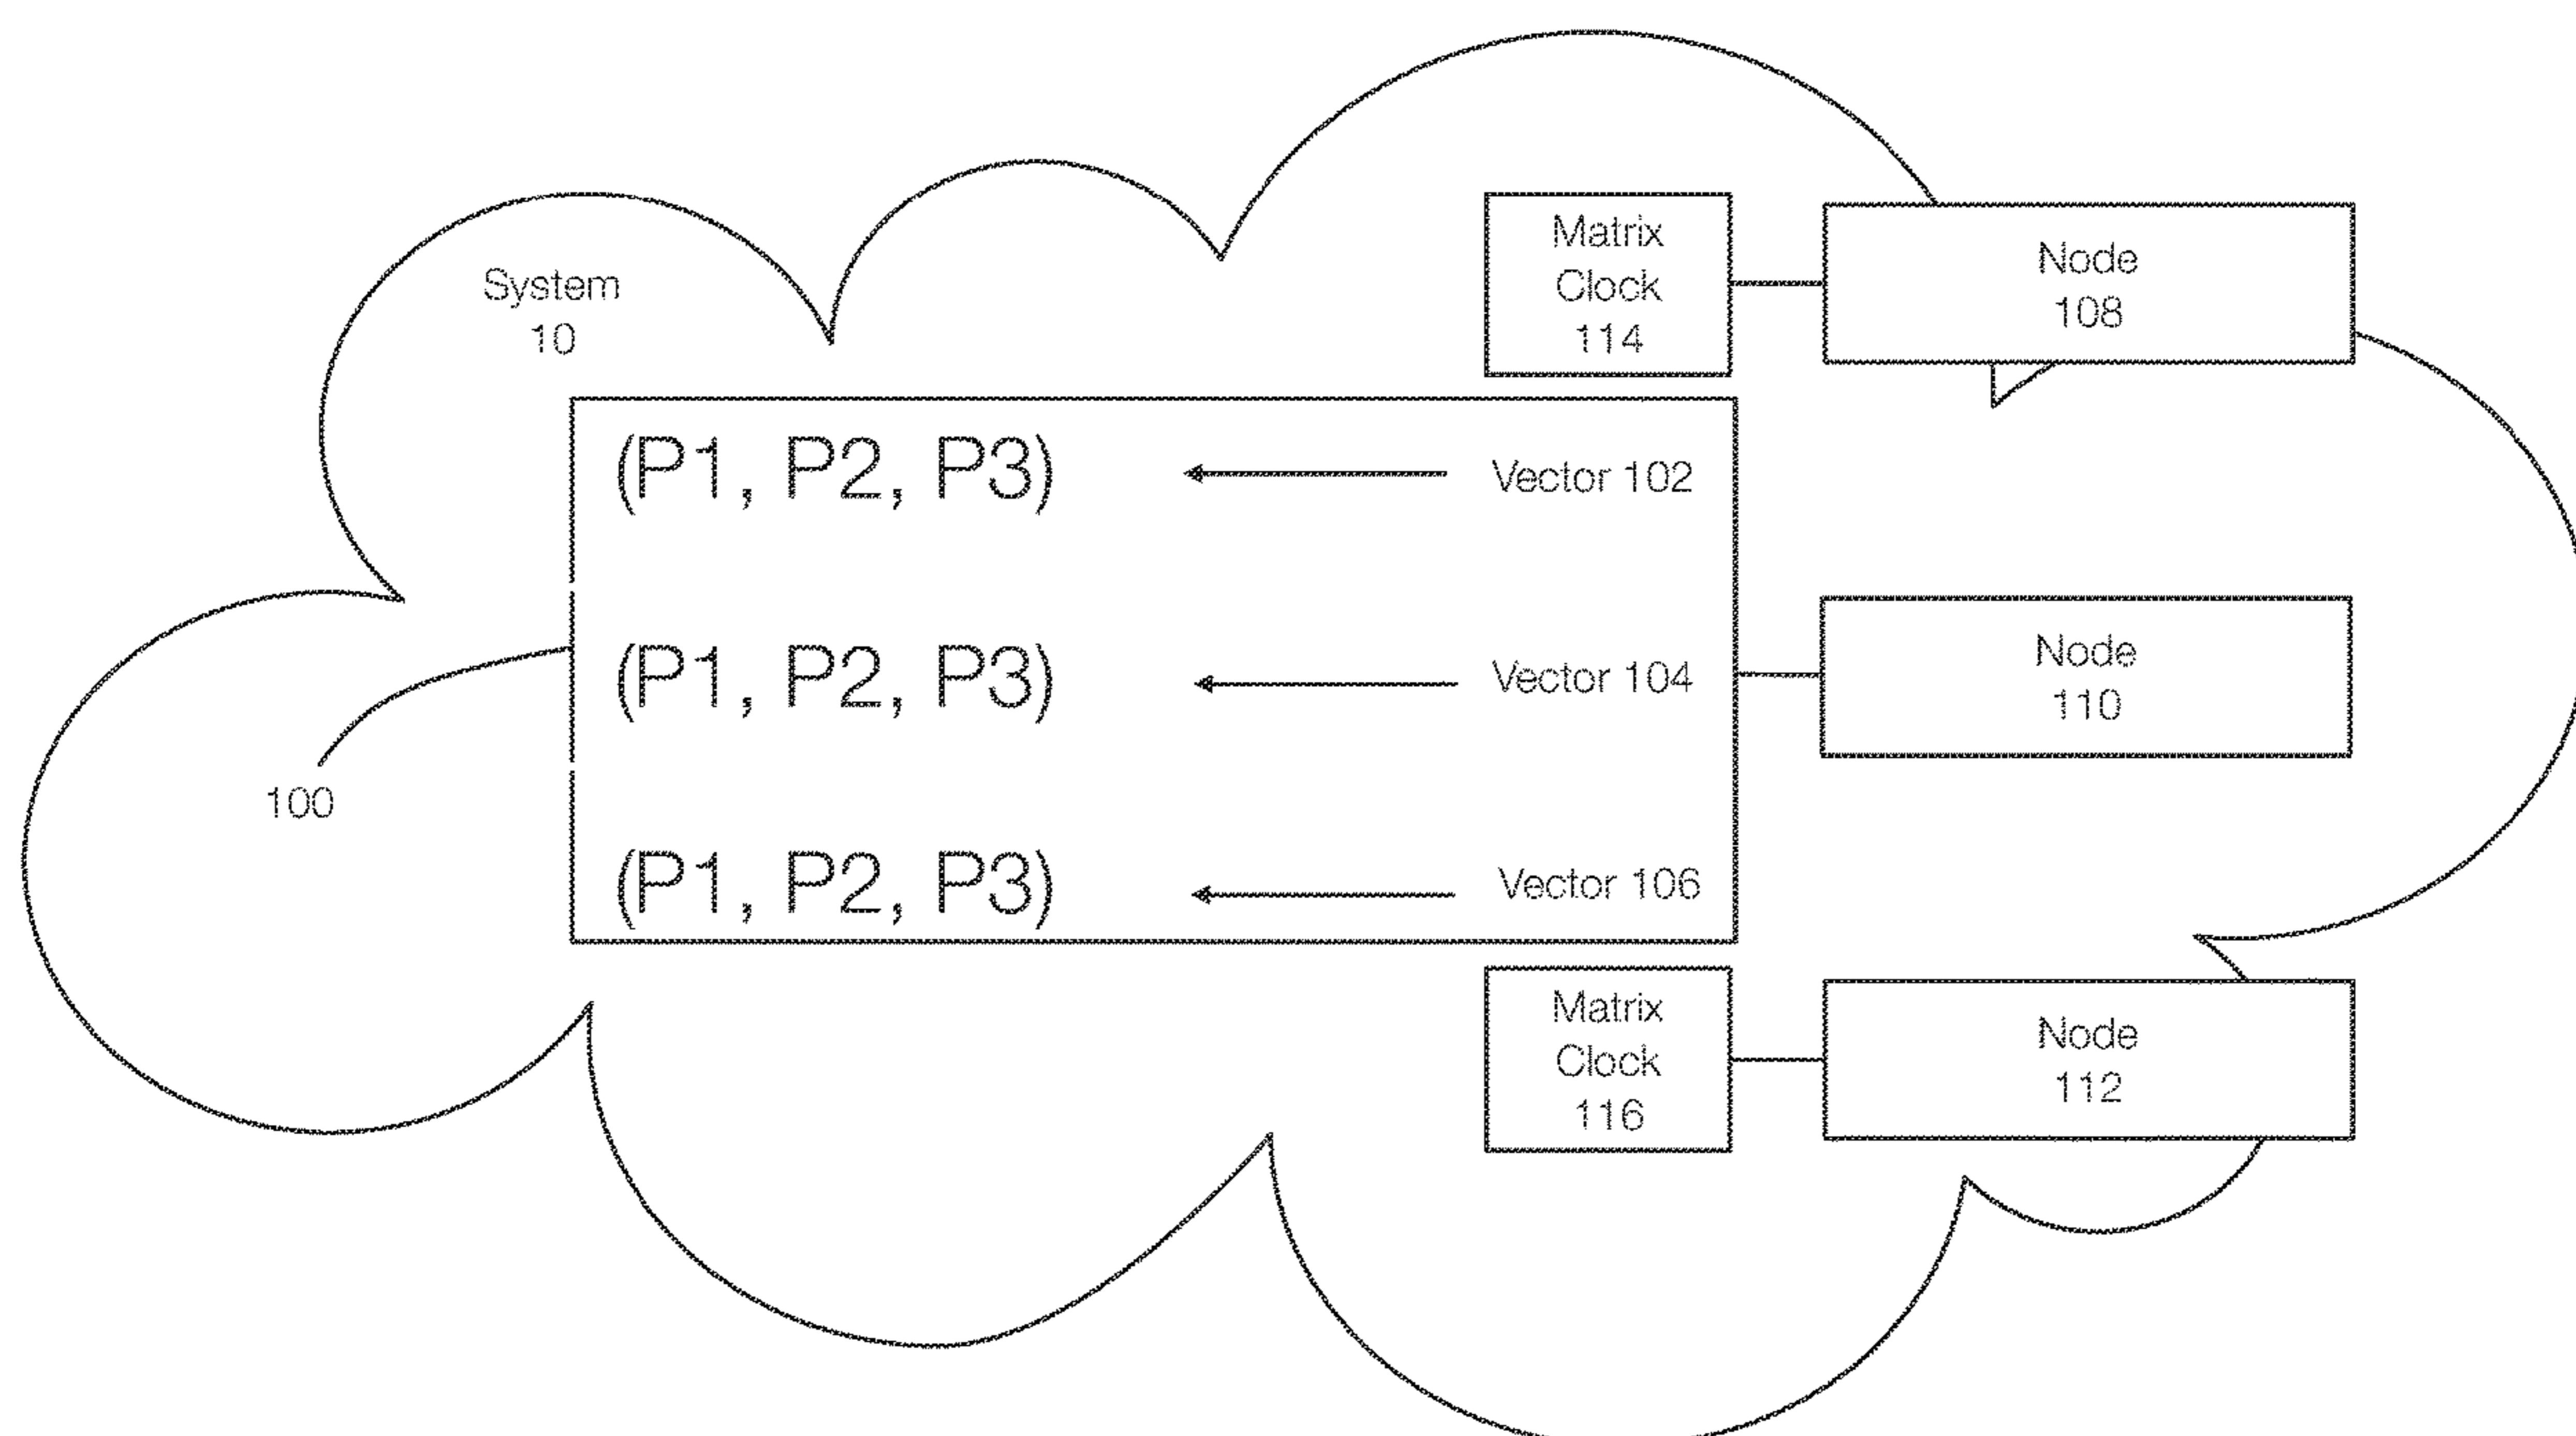 System
10
Matrix
Clock
114
Node
108
(P1, P2, P3)
Vector 102
(P1, P2, P3)
Vector 104
Node
110
100
(P1, P2, P3)
Vector 106
Matrix
Clock
116
Node
112